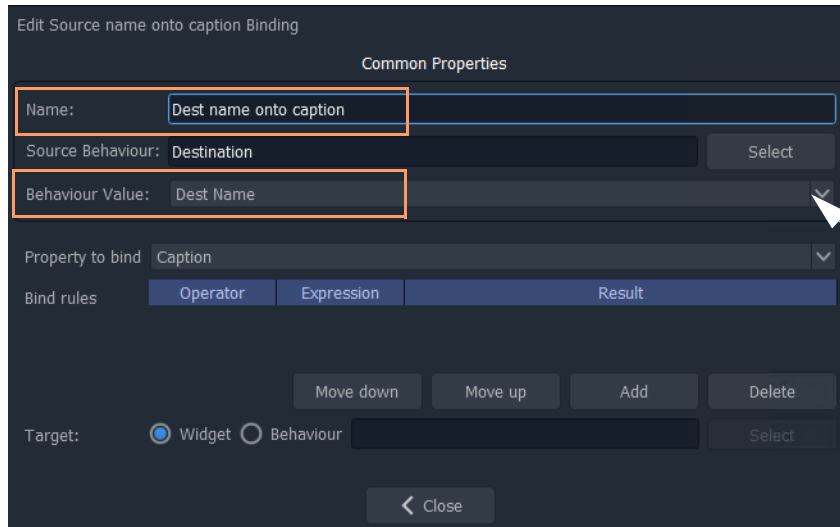 Edit Source name onto caption Binding
Common Properties
Name: Dest name onto caption
Source Behaviour: Destination Select
Behaviour Value: Dest Name
Property to bind Caption
Bind rules Operator Expression Result
Move down Move up Add Delete
Target: Widget Behaviour Select
Close